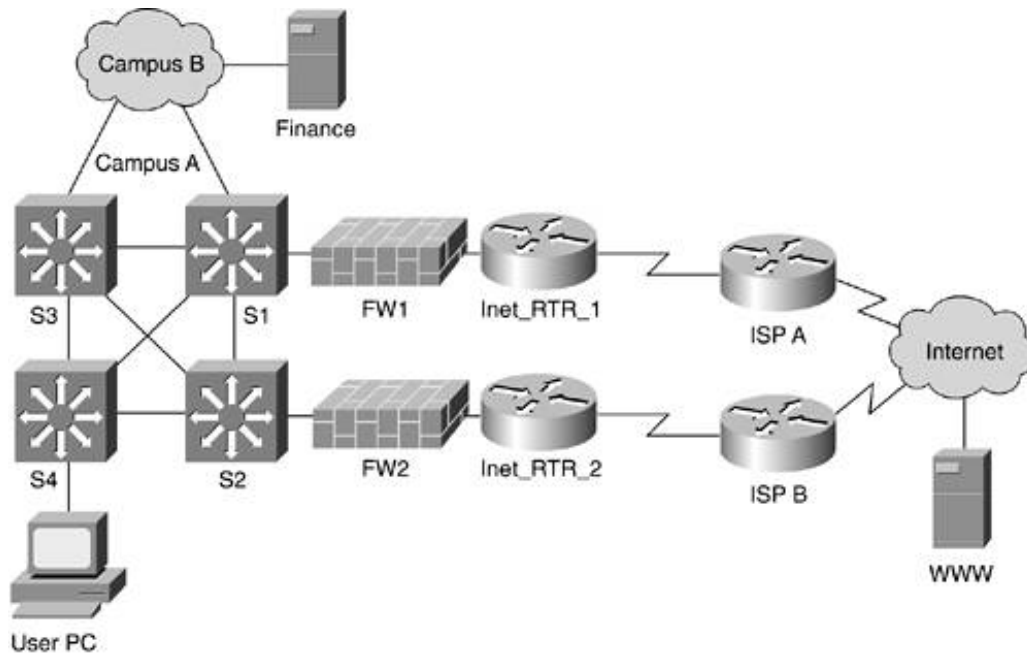 Campus B
Finance
Campus A
S3
S1
FW1
Inet_RTR_1
ISP A
Internet
S4
S2
FW2
Inet_RTR_2
ISP B
WWW
User PC